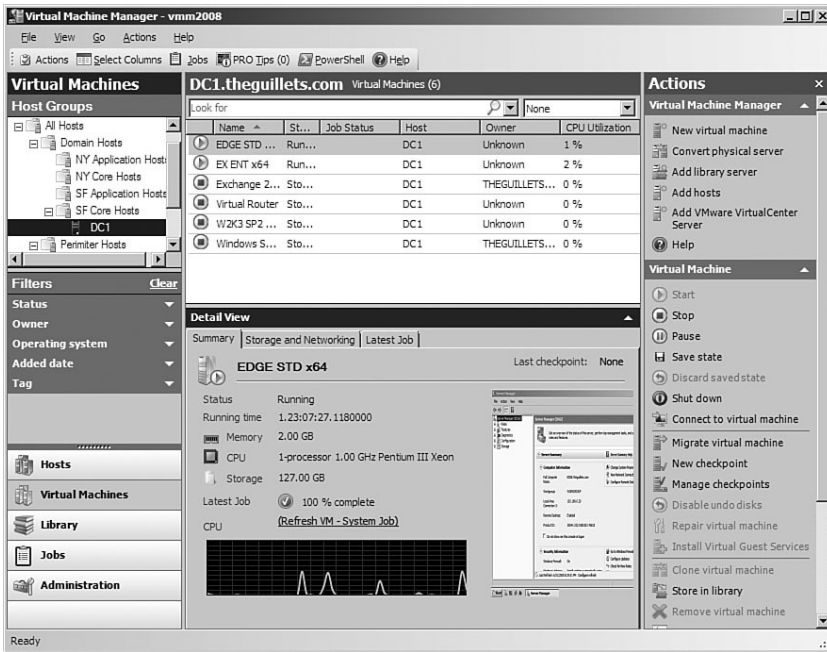 Virtual Machine Manager - vmm2008
File View Go Actions Help
Actions Select Columns Jobs PRO Tips (0) PowerShell Help
Virtual Machines
Host Groups
All Hosts
Domain Hosts
NY Application Hosts
NY Core Hosts
SF Application Hosts
SF Core Hosts
DC1
Perimiter Hosts
Filters Clear
Status
Owner
Operating system
Added date
Tag
Hosts
Virtual Machines
Library
Jobs
Administration
DC1.theguillets.com Virtual Machines (6)
Look for None
Name St... Job Status Host Owner CPU Utilization
EDGE STD ... Run... DC1 Unknown 1 %
EX ENT x64 Run... DC1 Unknown 2 %
Exchange 2... Sto... DC1 THEGUILLETS... 0 %
Virtual Router Sto... DC1 Unknown 0 %
W2K3 SP2 ... Sto... DC1 Unknown 0 %
Windows S... Sto... DC1 THEGUILLETS... 0 %
Detail View
Summary Storage and Networking Latest Job
EDGE STD x64 Last checkpoint: None
Status Running
Running time 1.23:07:27.1180000
Memory 2.00 GB
CPU 1-processor 1.00 GHz Pentium III Xeon
Storage 127.00 GB
Latest Job 100 % complete
(Refresh VM - System Job)
CPU
Actions
Virtual Machine Manager
New virtual machine
Convert physical server
Add library server
Add hosts
Add VMware VirtualCenter
Server
Help
Virtual Machine
Start
Stop
Pause
Save state
Discard saved state
Shut down
Connect to virtual machine
Migrate virtual machine
New checkpoint
Manage checkpoints
Disable undo disks
Repair virtual machine
Install Virtual Guest Services
Clone virtual machine
Store in library
Remove virtual machine
Ready